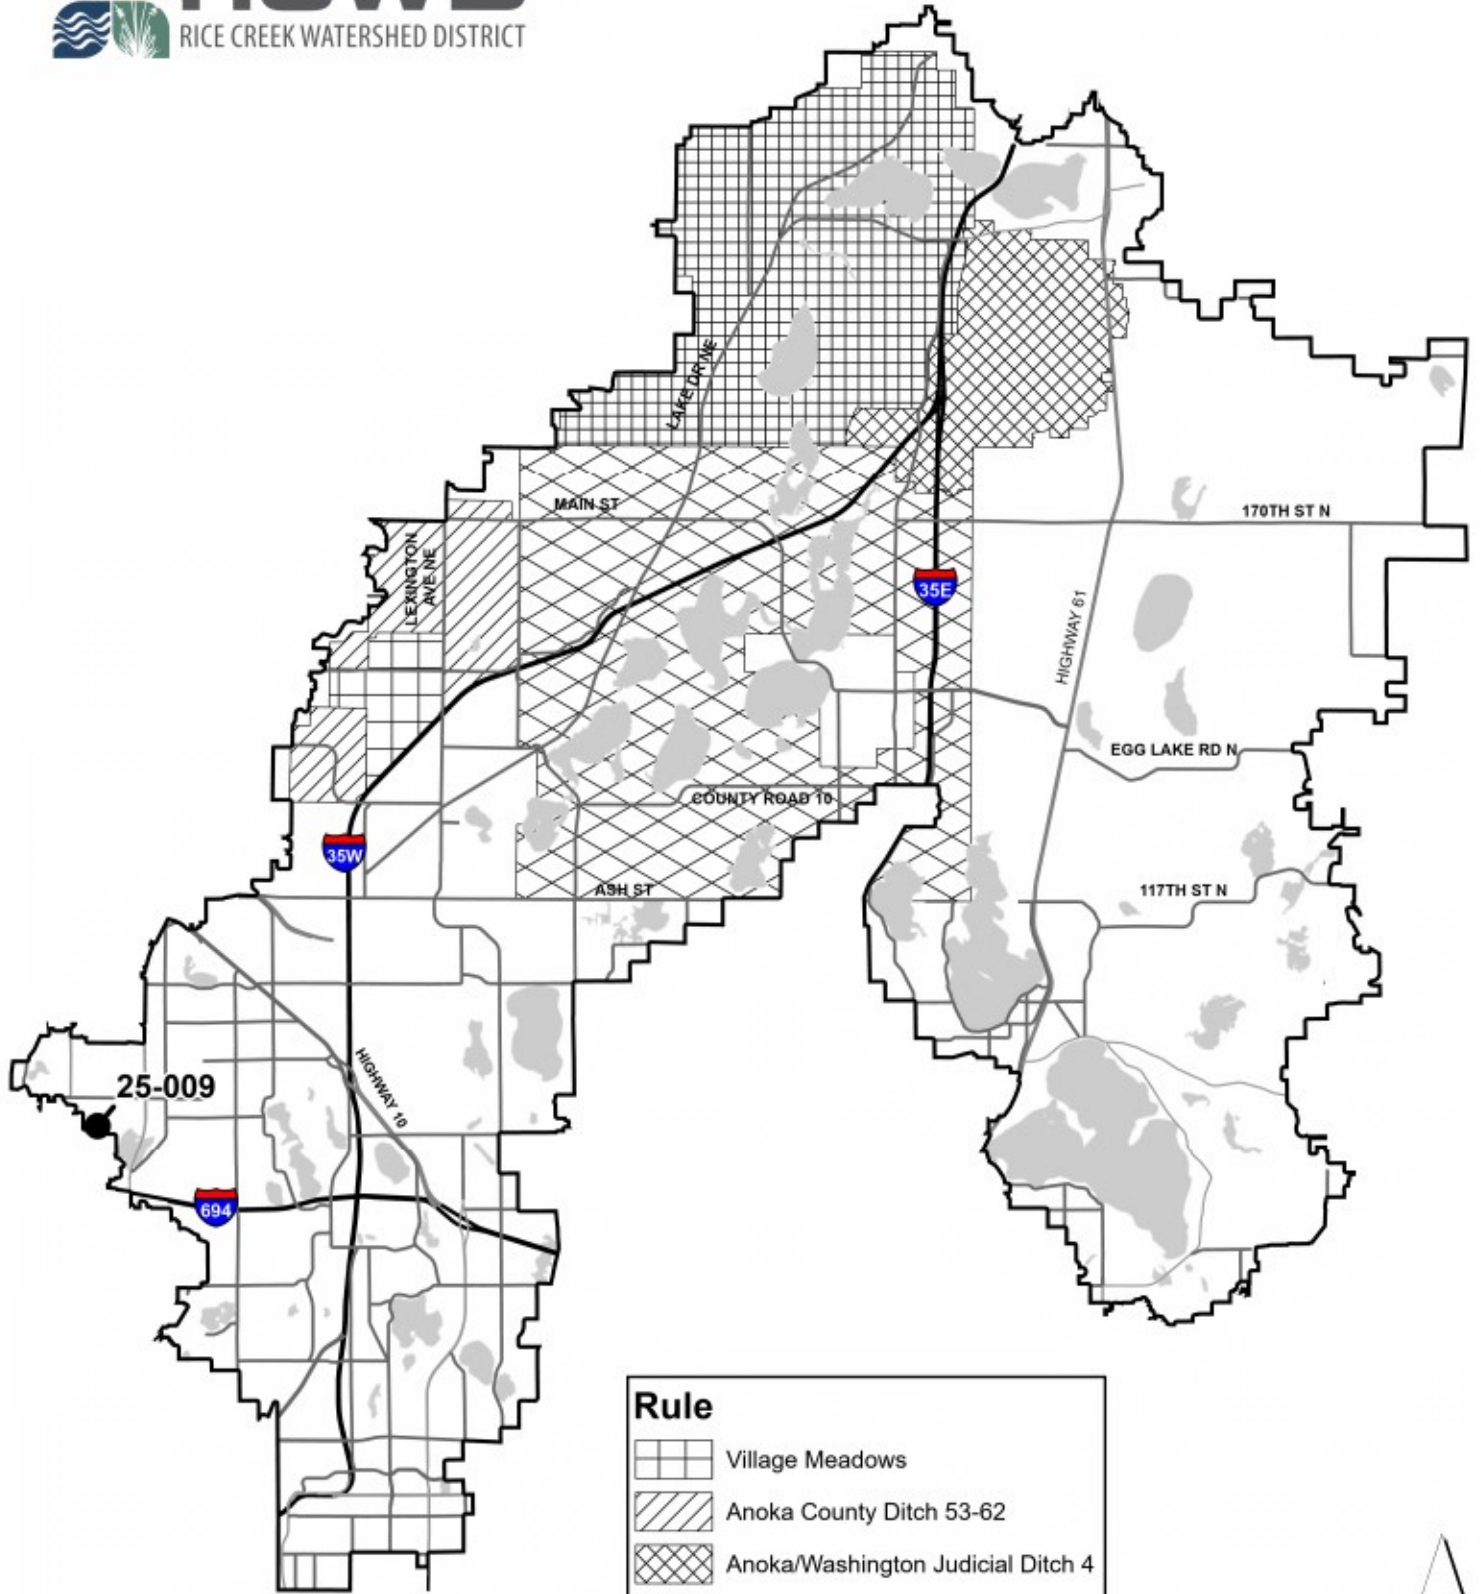 RICE CREEK WATERSHED DISTRICT
LAKE DR NE
MAIN ST
170TH ST N
LEXINGTON
AVE NE
35E
HIGHWAY 61
EGG LAKE RD N
COUNTY ROAD 10
35W
ASH ST
117TH ST N
HIGHWAY 10
25-009
694
Rule
Village Meadows
Anoka County Ditch 53-62
Anoka/Washington Judicial Ditch 4